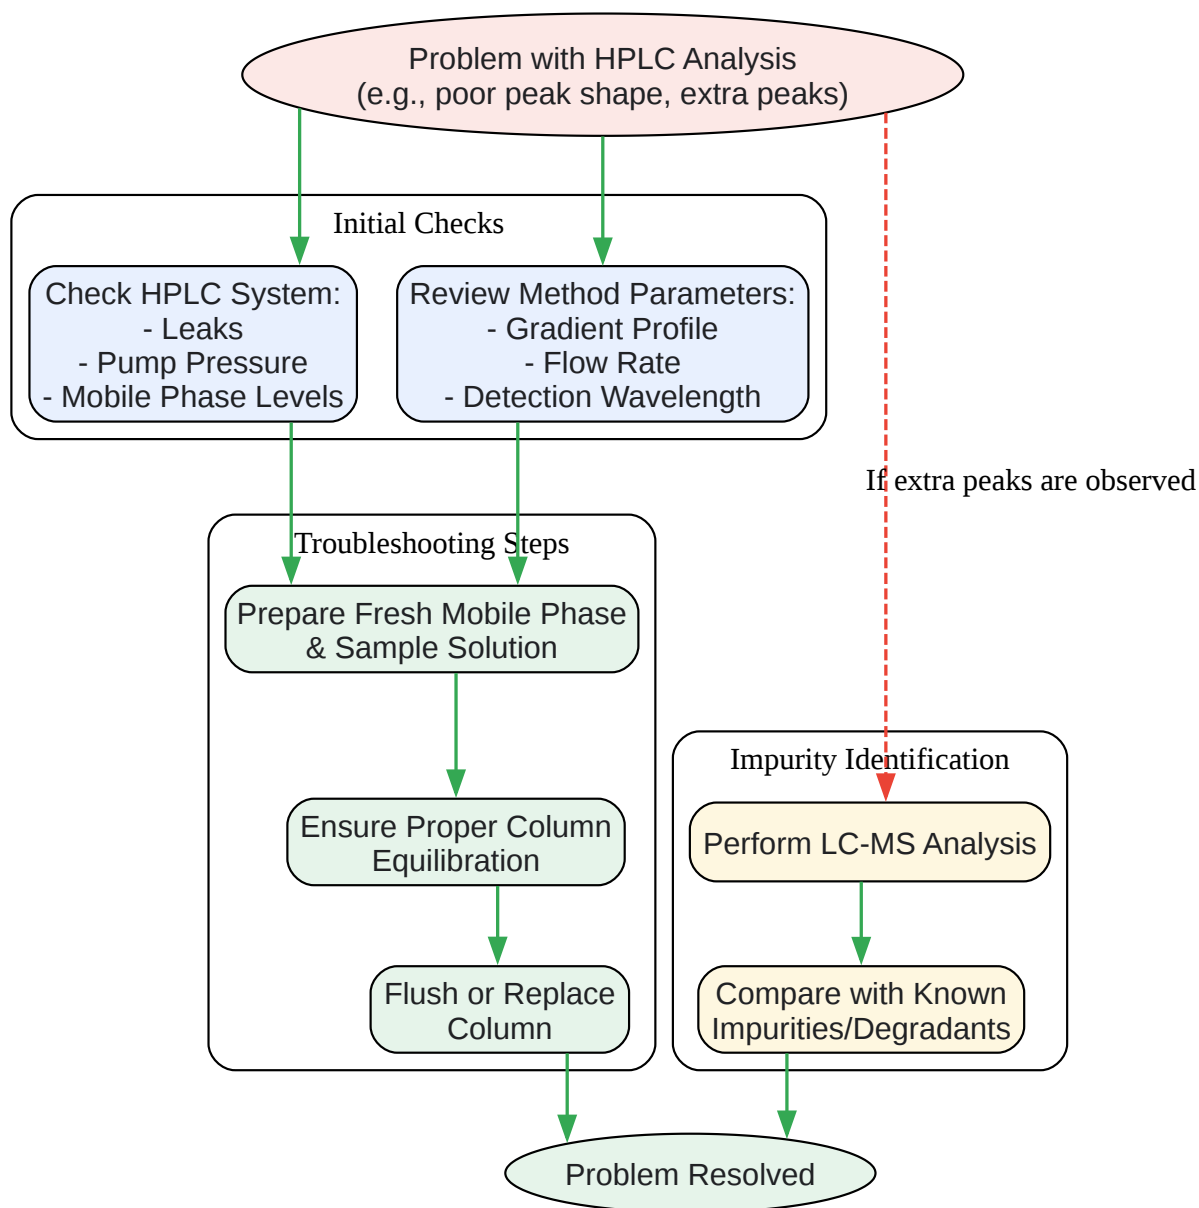 Problem with HPLC Analysis
(e.g., poor peak shape, extra peaks)
Initial Checks
Check HPLC System:
- Leaks
- Pump Pressure
- Mobile Phase Levels
Review Method Parameters:
- Gradient Profile
- Flow Rate
- Detection Wavelength
If extra peaks are observed
Troubleshooting Steps
Prepare Fresh Mobile Phase
& Sample Solution
Ensure Proper Column
Equilibration
Flush or Replace
Column
Impurity Identification
Perform LC-MS Analysis
Compare with Known
Impurities/Degradants
Problem Resolved